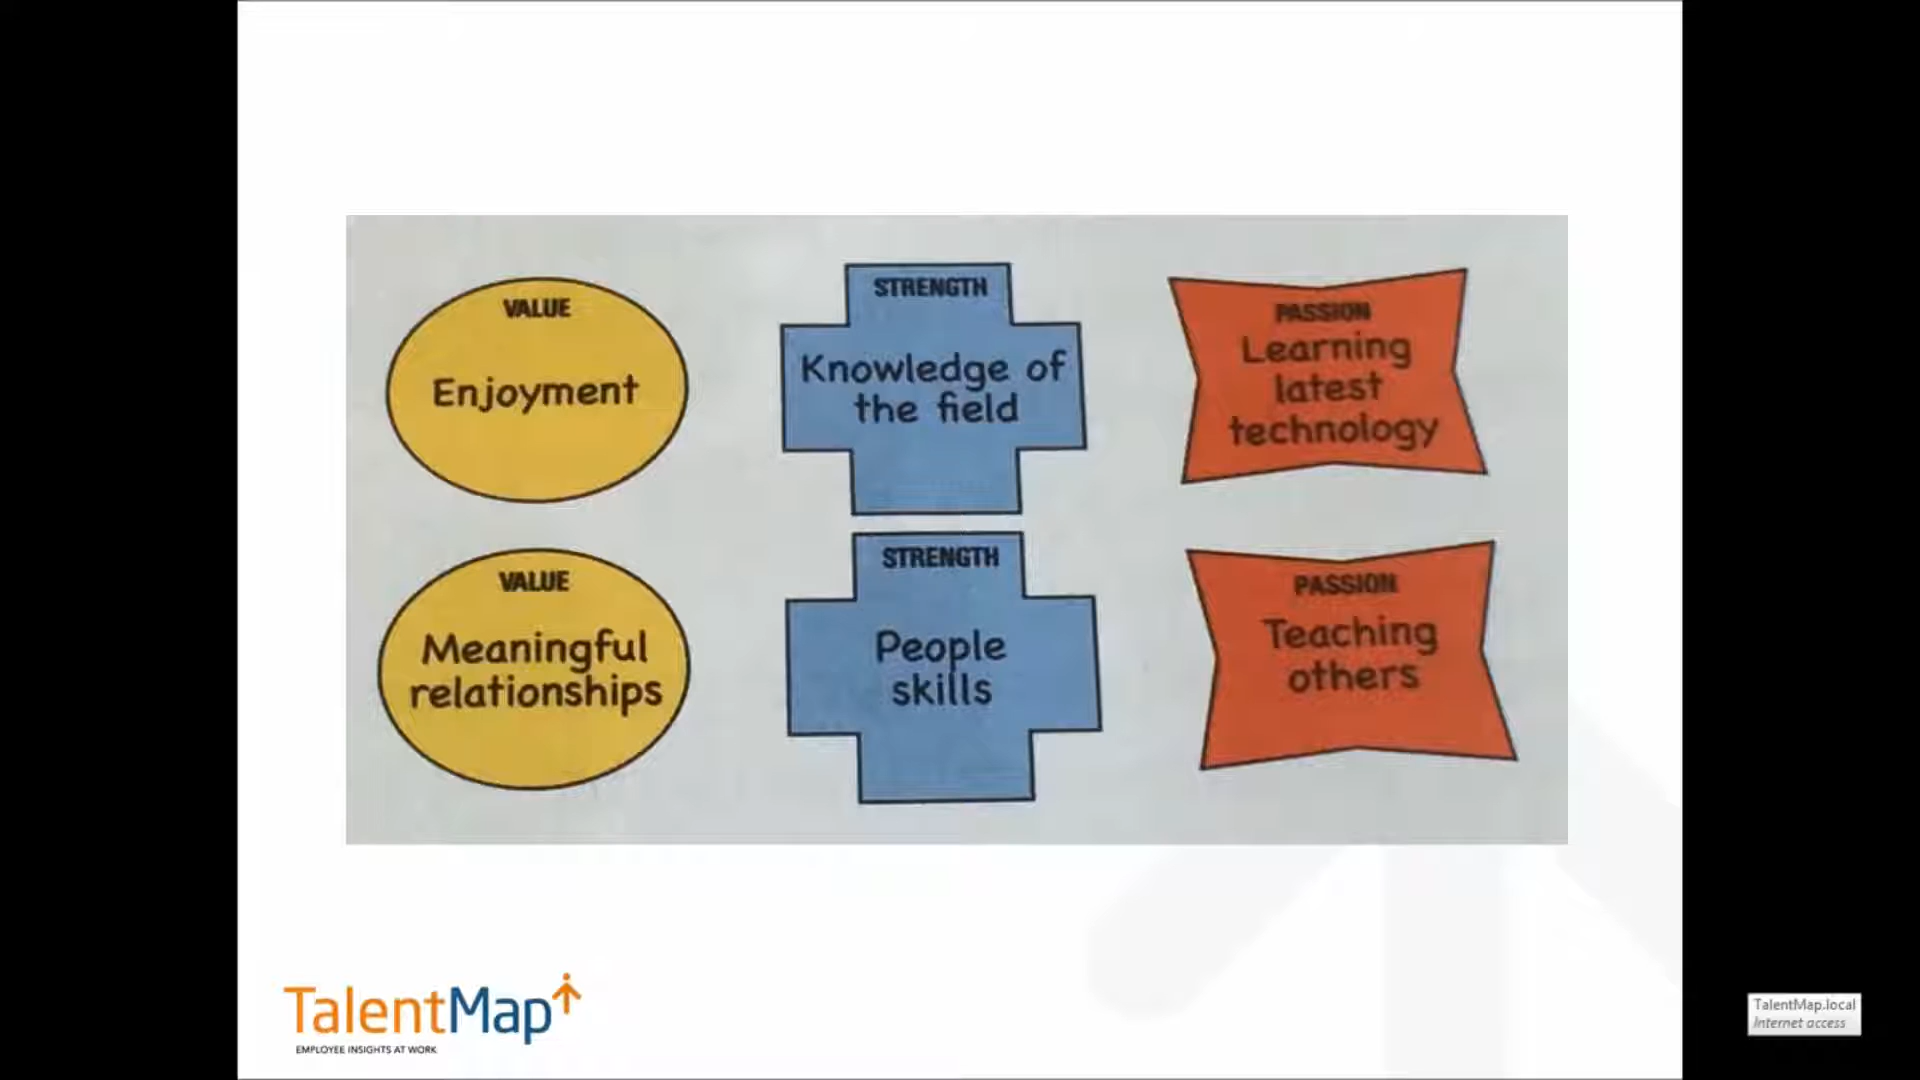 VALUE
Enjoyment
STRENGTH
Knowledge of
the field
PASSION
Learning
latest
technology
VALUE
Meaningful
relationships
STRENGTH
People
skills
PASSION
Teaching
others
TalentMap
EMPLOYEE INSIGHTS AT WORK
TalentMap.local
Internet access